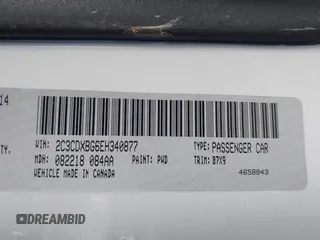 14
VIN: 2C3CDXBG6EH340877
TYPE: PASSENGER CAR
MDH: 082218 084AA
PAINT: PWD
TRIM: B7X9
VEHICLE MADE IN CANADA
4658843
DREAMBID